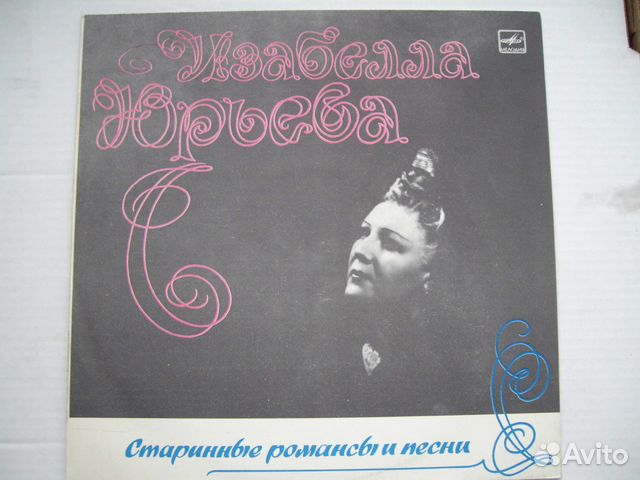 Изабелла
Юрьева
МЕЛОДИЯ
Старинные романсы и песни
Avito